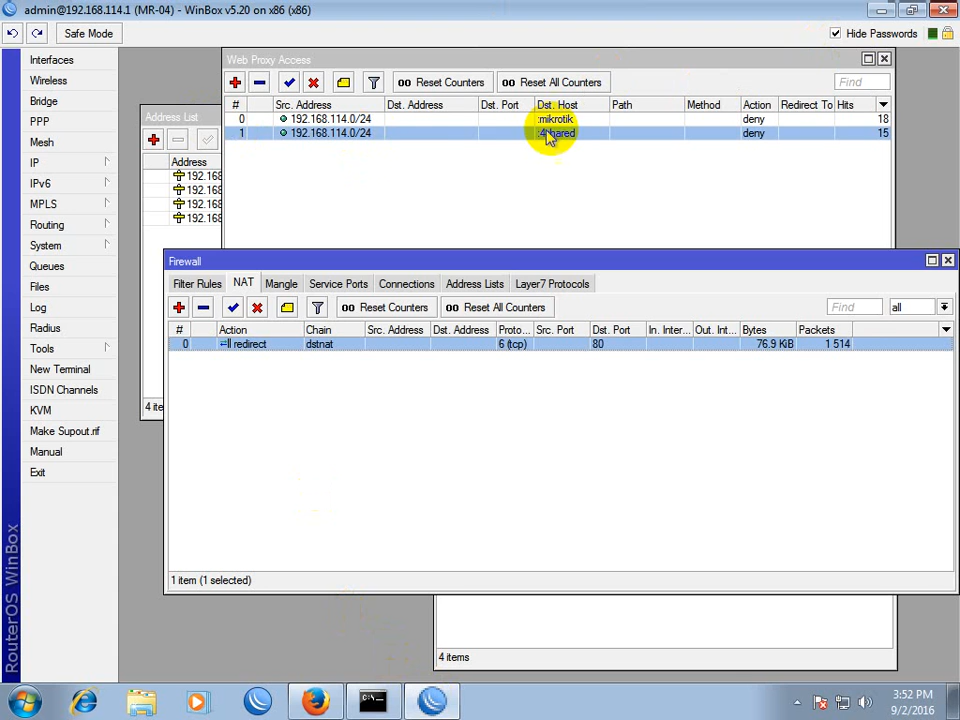 admin@192.168.114.1 (MR-04) - WinBox v5.20 on x86 (x86)
Safe Mode
Hide Passwords
Interfaces
Wireless
Bridge
PPP
Mesh
IP
IPv6
MPLS
Routing
System
Queues
Files
Log
Radius
Tools
New Terminal
ISDN Channels
KVM
Make Supout.rif
Manual
Exit
RouterOS WinBox
Address List
Address
192.168
192.168
192.168
192.168
4 ite
Web Proxy Access
00 Reset Counters
00 Reset All Counters
Find
# Src. Address Dst. Address Dst. Port Dst. Host Path Method Action Redirect To Hits
0 192.168.114.0/24 :mikrotik deny 18
1 192.168.114.0/24 deny 15
Firewall
Filter Rules NAT Mangle Service Ports Connections Address Lists Layer7 Protocols
00 Reset Counters
00 Reset All Counters
Find
all
# Action Chain Src. Address Dst. Address Proto... Src. Port Dst. Port In. Inter... Out. Int... Bytes Packets
0 redirect dstnat 6 (tcp) 80 76.9 KiB 1 514
1 item (1 selected)
4 items
3:52 PM
9/2/2016